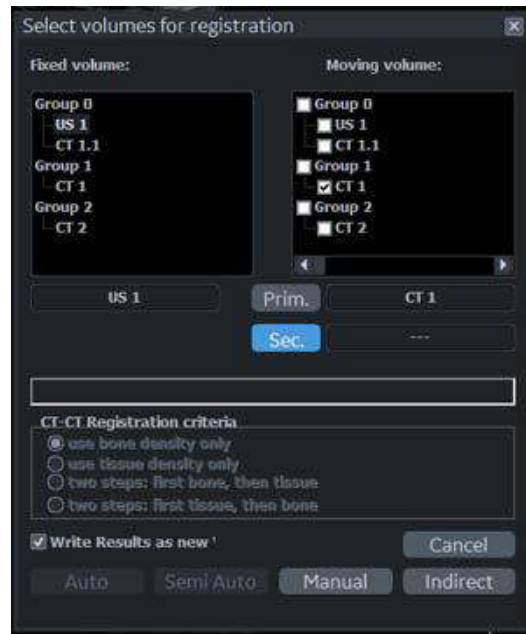 Select volumes for registration
Fixed volume:
Moving volume:
Group 0
US 1
CT 1.1
Group 1
CT 1
Group 2
CT 2
Group 0
US 1
CT 1.1
Group 1
CT 1
Group 2
CT 2
US 1
Prim.
CT 1
Sec.
---
CT-CT Registration criteria
use bone density only
use tissue density only
two steps: first bone, then tissue
two steps: first tissue, then bone
Write Results as new '
Cancel
Auto
Semi Auto
Manual
Indirect